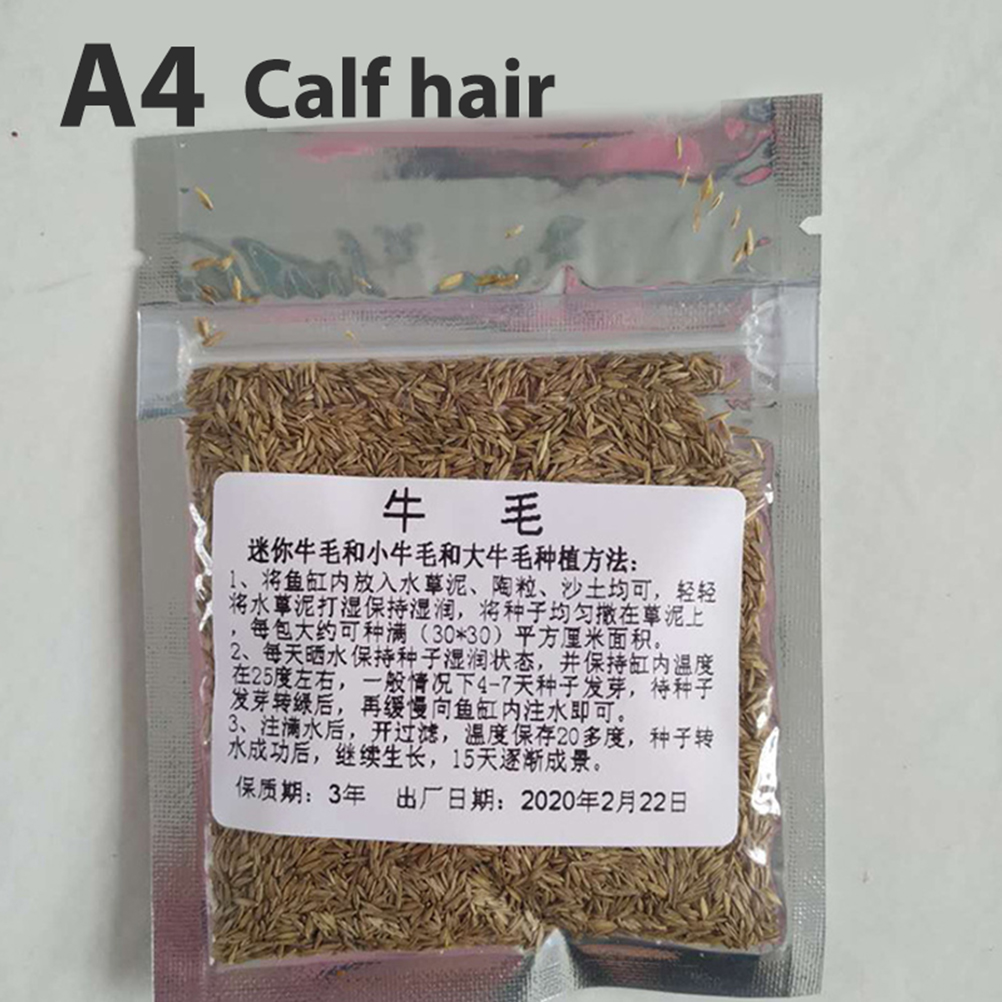 A4 Calf hair
牛 毛
迷你牛毛和小牛毛和大牛毛种植方法：
1、将鱼缸内放入水草泥、陶粒、沙土均可，轻轻
将水草泥打湿保持湿润，将种子均匀撒在草泥上
，每包大约可种满（30*30）平方厘米面积。
2、每天晒水保持种子湿润状态，并保持缸内温度
在25度左右，一般情况下4-7天种子发芽，待种子
发芽转绿后，再缓慢向鱼缸内注水即可。
3、注满水后，开过滤，温度保存20多度，种子转
水成功后，继续生长，15天逐渐成景。
保质期：3年 出厂日期：2020年2月22日